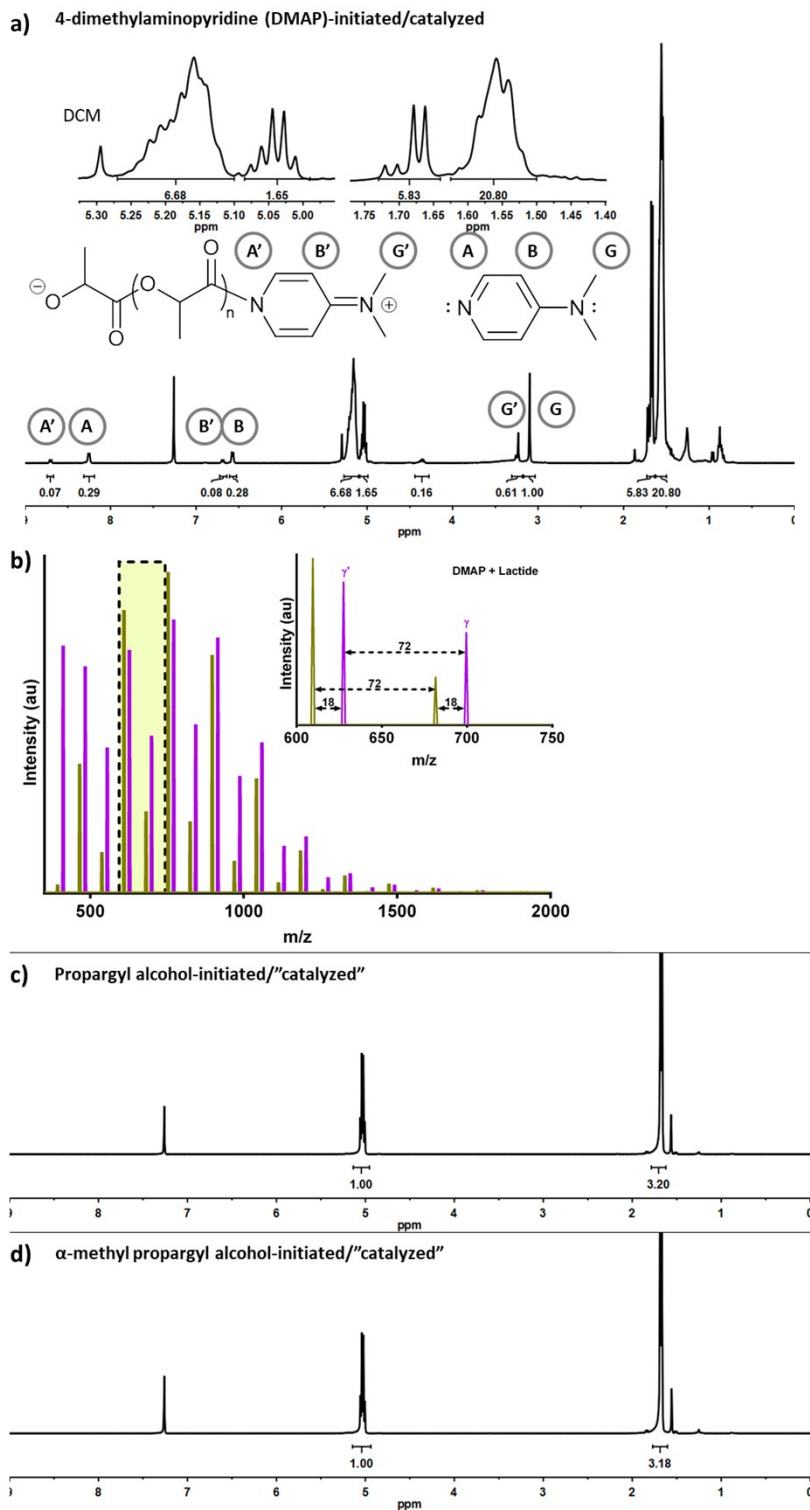 a) 4-dimethylaminopyridine (DMAP)-initiated/catalyzed
DCM
6.68 1.65 5.83 20.80
5.30 5.25 5.20 5.15 5.10 5.05 5.00 1.75 1.70 1.65 1.60 1.55 1.50 1.45 1.40
ppm ppm
A' B' G' A B G
O O N N + N: N:
⊖ O O n
A' A B' B G' G
0.07 0.29 0.08 0.28 6.68 1.65 0.16 0.61 1.00 5.83 20.80
8 7 6 5 4 3 2 1 0
ppm
b)
Intensity (au)
500 1000 1500 2000
m/z
DMAP + Lactide
γ' γ
72
72
18 18
Intensity (au)
600 650 700 750
m/z
c) Propargyl alcohol-initiated/"catalyzed"
1.00 3.20
9 8 7 6 5 4 3 2 1 0
ppm
d) α-methyl propargyl alcohol-initiated/"catalyzed"
1.00 3.18
9 8 7 6 5 4 3 2 1 0
ppm